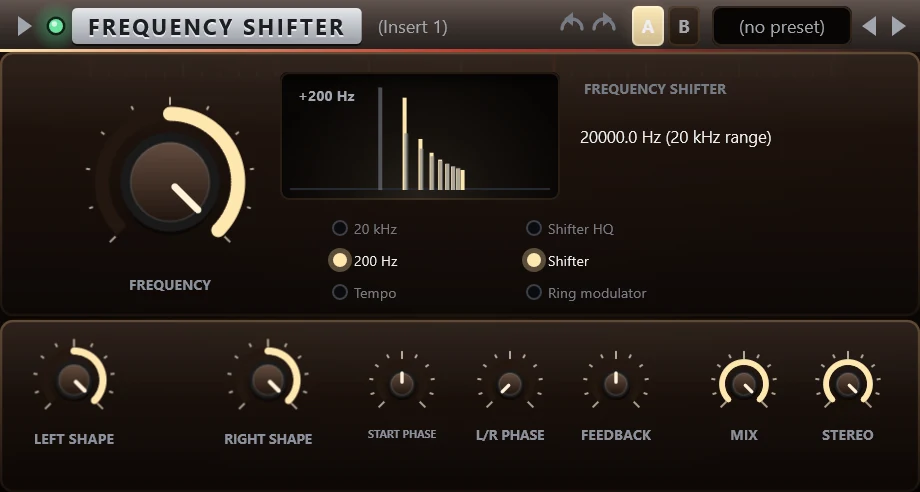 FREQUENCY SHIFTER
(Insert 1)
A
B
(no preset)
+200 Hz
FREQUENCY SHIFTER
20000.0 Hz (20 kHz range)
20 kHz
Shifter HQ
200 Hz
Shifter
Tempo
Ring modulator
FREQUENCY
LEFT SHAPE
RIGHT SHAPE
START PHASE
L/R PHASE
FEEDBACK
MIX
STEREO